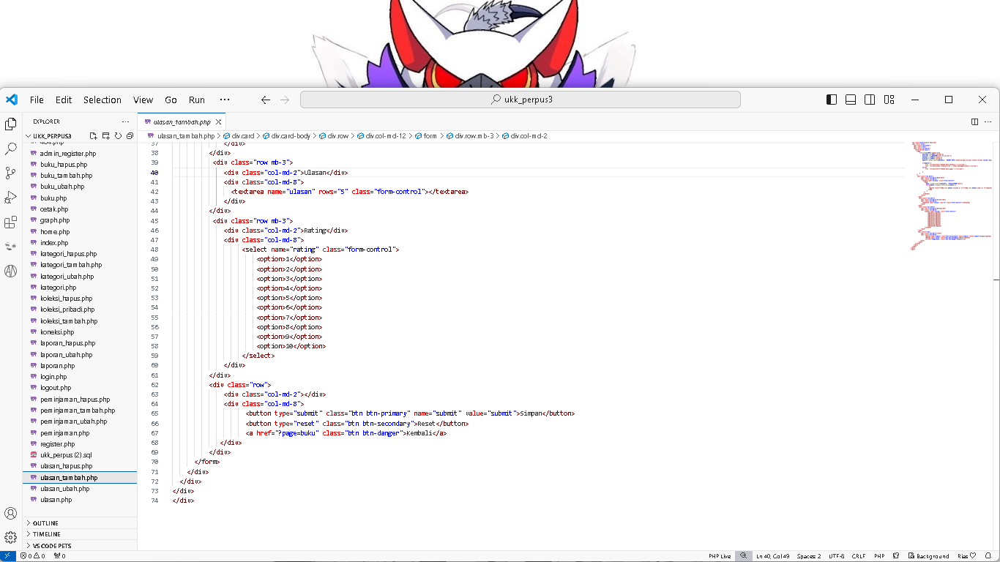 File Edit Selection View Go Run ···
ukk_perpus3
EXPLORER
ulasan_tambah.php
UKK_PERPUS3
ulasan_tambah.php > div.card > div.card-body > div.row > div.col-md-12 > form > div.row.mb-3 > div.col-md-2
404.php
admin_register.php
buku_hapus.php
buku_tambah.php
buku_ubah.php
buku.php
cetak.php
graph.php
home.php
index.php
kategori_hapus.php
kategori_tambah.php
kategori_ubah.php
kategori.php
koleksi_hapus.php
koleksi_pribadi.php
koleksi_tambah.php
koneksi.php
laporan_hapus.php
laporan_ubah.php
laporan.php
login.php
logout.php
peminjaman_hapus.php
peminjaman_tambah.php
peminjaman_ubah.php
peminjaman.php
register.php
ukk_perpus (2).sql
ulasan_hapus.php
ulasan_tambah.php
ulasan_ubah.php
ulasan.php
OUTLINE
TIMELINE
VS CODE PETS
37 </div>
38 </div>
39 <div class="row mb-3">
40 <div class="col-md-2">Ulasan</div>
41 <div class="col-md-8">
42 <textarea name="ulasan" rows="5" class="form-control"></textarea>
43 </div>
44 </div>
45 <div class="row mb-3">
46 <div class="col-md-2">Rating</div>
47 <div class="col-md-8">
48 <select name="rating" class="form-control">
49 <option>1</option>
50 <option>2</option>
51 <option>3</option>
52 <option>4</option>
53 <option>5</option>
54 <option>6</option>
55 <option>7</option>
56 <option>8</option>
57 <option>9</option>
58 <option>10</option>
59 </select>
60 </div>
61 </div>
62 <div class="row">
63 <div class="col-md-2"></div>
64 <div class="col-md-8">
65 <button type="submit" class="btn btn-primary" name="submit" value="submit">Simpan</button>
66 <button type="reset" class="btn btn-secondary">Reset</button>
67 <a href="?page=buku" class="btn btn-danger">Kembali</a>
68 </div>
69 </div>
70 </form>
71 </div>
72 </div>
73 </div>
74 </div>
0 0 0 PHP Live Ln 40, Col 49 Spaces: 2 UTF-8 CRLF PHP Background Rias